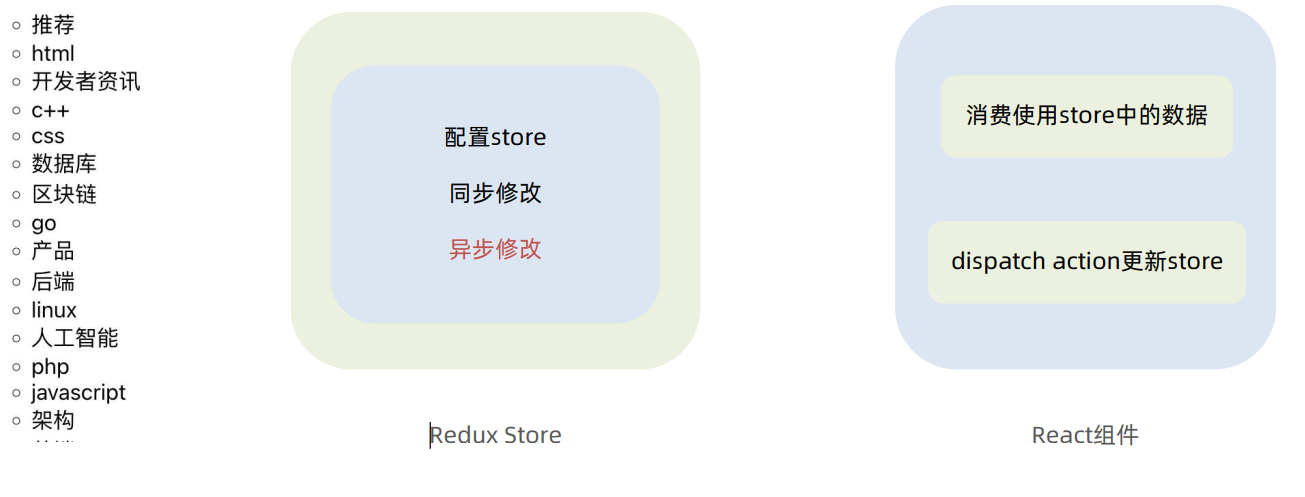 推荐
html
开发者资讯
c++
css
数据库
区块链
go
产品
后端
linux
人工智能
php
javascript
架构
配置store
同步修改
异步修改
Redux Store
消费使用store中的数据
dispatch action更新store
React组件